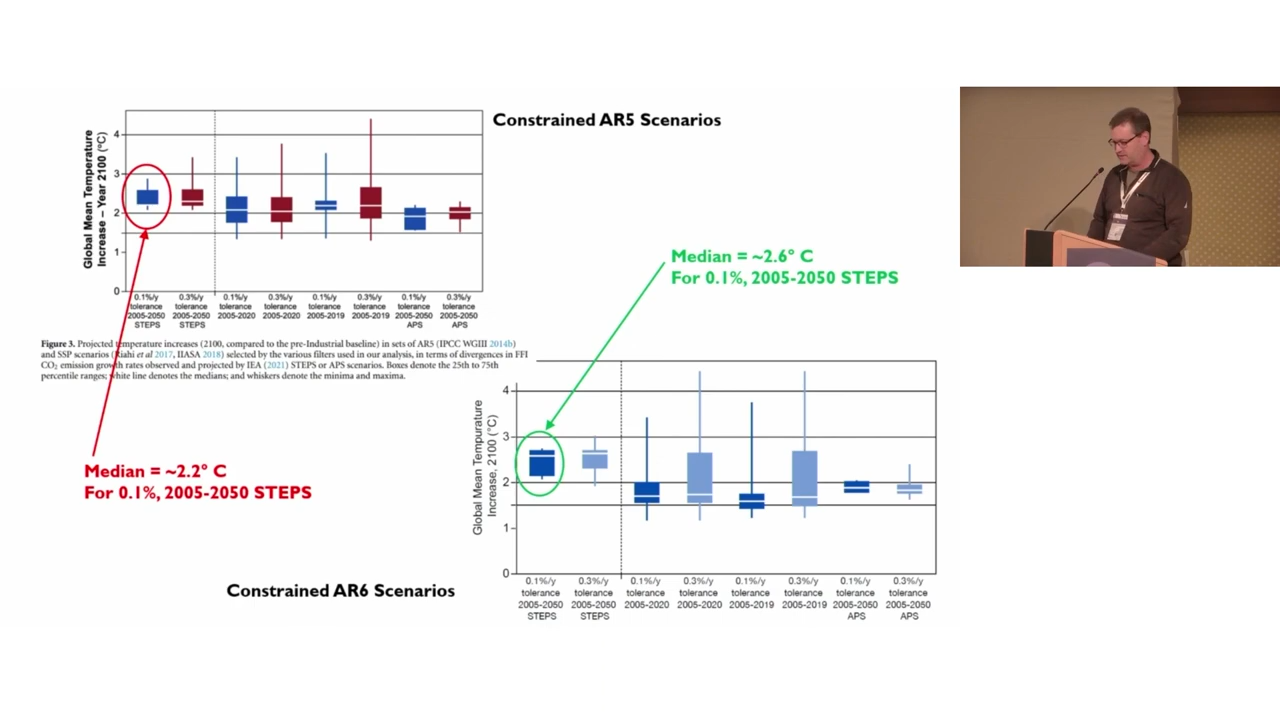 Constrained AR5 Scenarios
Global Mean Temperature
Increase – Year 2100 (°C)
4
3
2
1
0
0.1%/y tolerance 2005-2050 STEPS
0.3%/y tolerance 2005-2050 STEPS
0.1%/y tolerance 2005-2020
0.3%/y tolerance 2005-2020
0.1%/y tolerance 2005-2019
0.3%/y tolerance 2005-2019
0.1%/y tolerance 2005-2050 APS
0.3%/y tolerance 2005-2050 APS
Figure 3. Projected temperature increases (2100, compared to the pre-Industrial baseline) in sets of AR5 (IPCC WGIII 2014b)
and SSP scenarios (Riahi et al 2017, IIASA 2018) selected by the various filters used in our analysis, in terms of divergences in FFI
CO₂ emission growth rates observed and projected by IEA (2021) STEPS or APS scenarios. Boxes denote the 25th to 75th
percentile ranges; white line denotes the medians; and whiskers denote the minima and maxima.
Median = ~2.6° C
For 0.1%, 2005-2050 STEPS
Median = ~2.2° C
For 0.1%, 2005-2050 STEPS
Global Mean Tempurature
Increase, 2100 (°C)
4
3
2
1
0
0.1%/y tolerance 2005-2050 STEPS
0.3%/y tolerance 2005-2050 STEPS
0.1%/y tolerance 2005-2020
0.3%/y tolerance 2005-2020
0.1%/y tolerance 2005-2019
0.3%/y tolerance 2005-2019
0.1%/y tolerance 2005-2050 APS
0.3%/y tolerance 2005-2050 APS
Constrained AR6 Scenarios